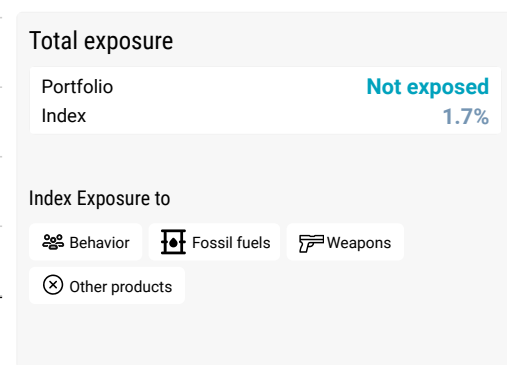 Total exposure
Portfolio Not exposed
Index 1.7%
Index Exposure to
Behavior Fossil fuels Weapons
Other products